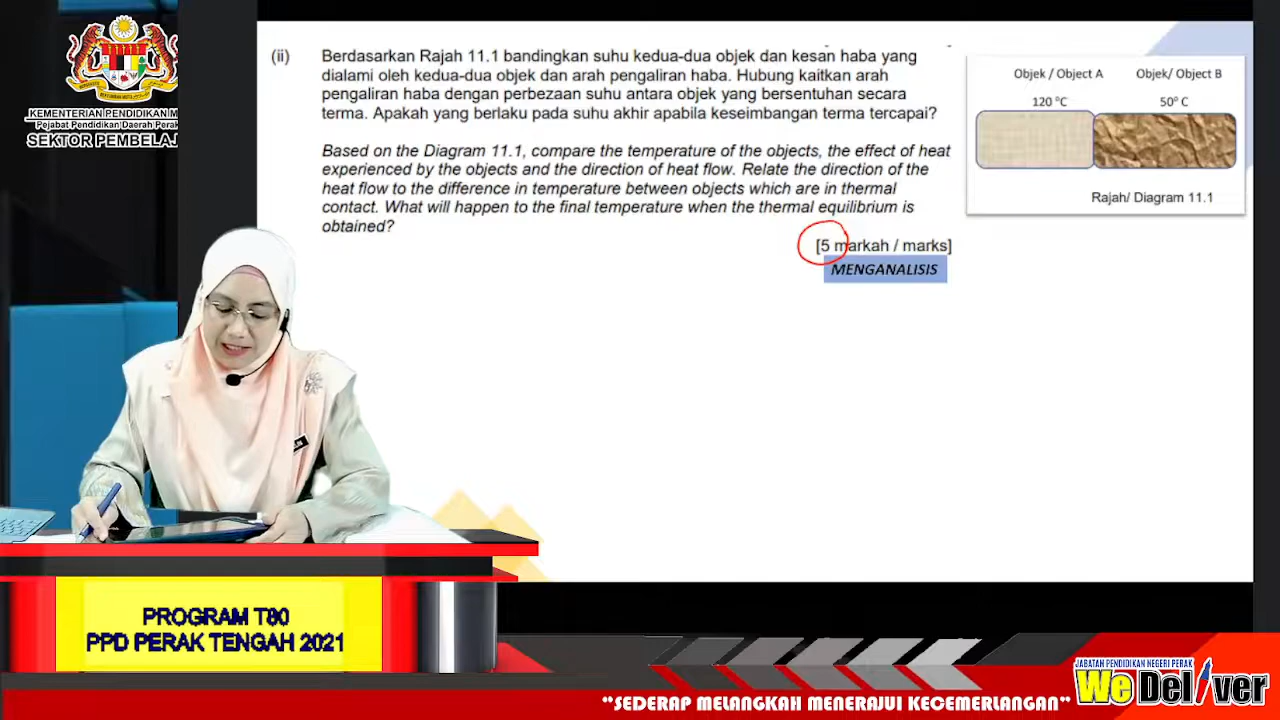 KEMENTERIAN PENDIDIKAN M
Pejabat Pendidikan Daerah Perak
SEKTOR PEMBELAJ
(ii) Berdasarkan Rajah 11.1 bandingkan suhu kedua-dua objek dan kesan haba yang
dialami oleh kedua-dua objek dan arah pengaliran haba. Hubung kaitkan arah
pengaliran haba dengan perbezaan suhu antara objek yang bersentuhan secara
terma. Apakah yang berlaku pada suhu akhir apabila keseimbangan terma tercapai?
Based on the Diagram 11.1, compare the temperature of the objects, the effect of heat
experienced by the objects and the direction of heat flow. Relate the direction of the
heat flow to the difference in temperature between objects which are in thermal
contact. What will happen to the final temperature when the thermal equilibrium is
obtained?
[5 markah / marks]
MENGANALISIS
Objek / Object A Objek/ Object B
120 °C 50° C
Rajah/ Diagram 11.1
PROGRAM T80
PPD PERAK TENGAH 2021
JABATAN PENDIDIKAN NEGERI PERAK
We Deliver
"SEDERAP MELANGKAH MENERAJUI KECEMERLANGAN"